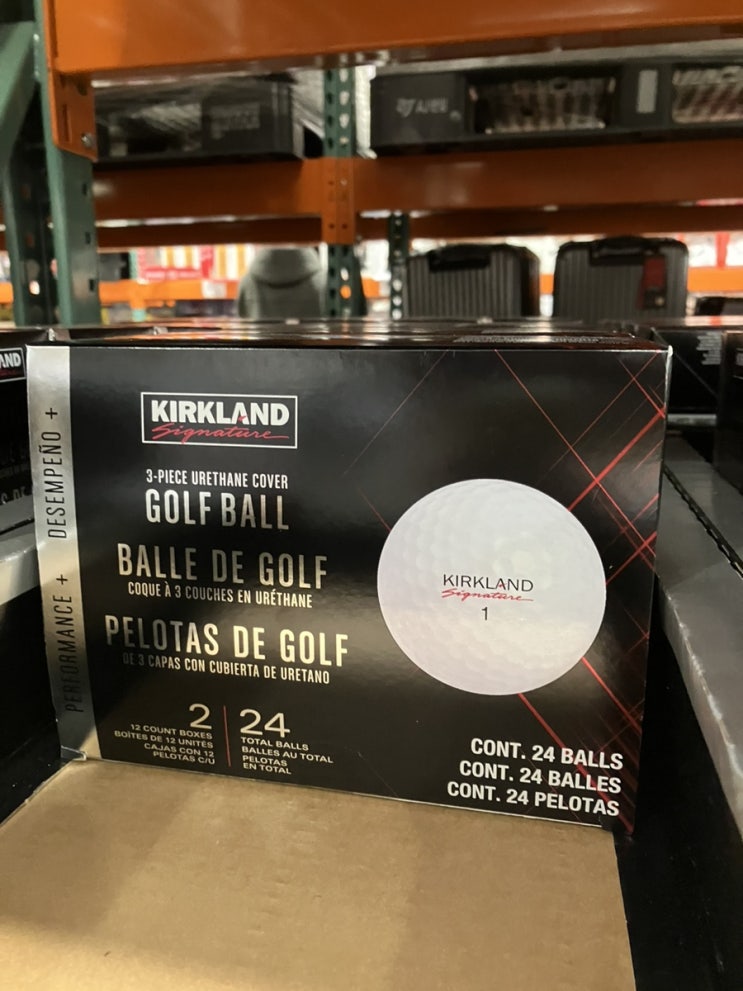 KIRKLAND
Signature
3-PIECE URETHANE COVER
GOLF BALL
BALLE DE GOLF
COQUE À 3 COUCHES EN URÉTHANE
PELOTAS DE GOLF
DE 3 CAPAS CON CUBIERTA DE URETANO
2
12 COUNT BOXES
BOÎTES DE 12 UNITÉS
CAJAS CON 12
PELOTAS C/U
24
TOTAL BALLS
BALLES AU TOTAL
PELOTAS
EN TOTAL
KIRKLAND
Signature
1
CONT. 24 BALLS
CONT. 24 BALLES
CONT. 24 PELOTAS
PERFORMANCE + DESEMPEÑO +